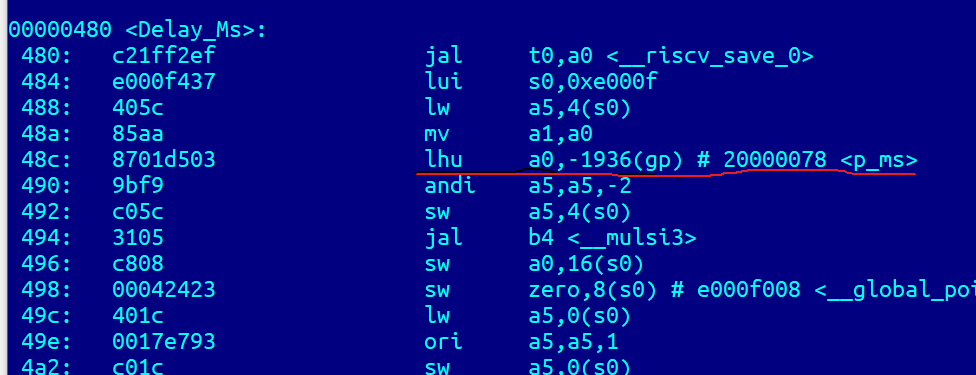 00000480 <Delay_Ms>:
480: c21ff2ef jal t0,a0 <__riscv_save_0>
484: e000f437 lui s0,0xe000f
488: 405c lw a5,4(s0)
48a: 85aa mv a1,a0
48c: 8701d503 lhu a0,-1936(gp) # 20000078 <p_ms>
490: 9bf9 andi a5,a5,-2
492: c05c sw a5,4(s0)
494: 3105 jal b4 <__mulsi3>
496: c808 sw a0,16(s0)
498: 00042423 sw zero,8(s0) # e000f008 <__global_poi
49c: 401c lw a5,0(s0)
49e: 0017e793 ori a5,a5,1
4a2: c01c sw a5,0(s0)